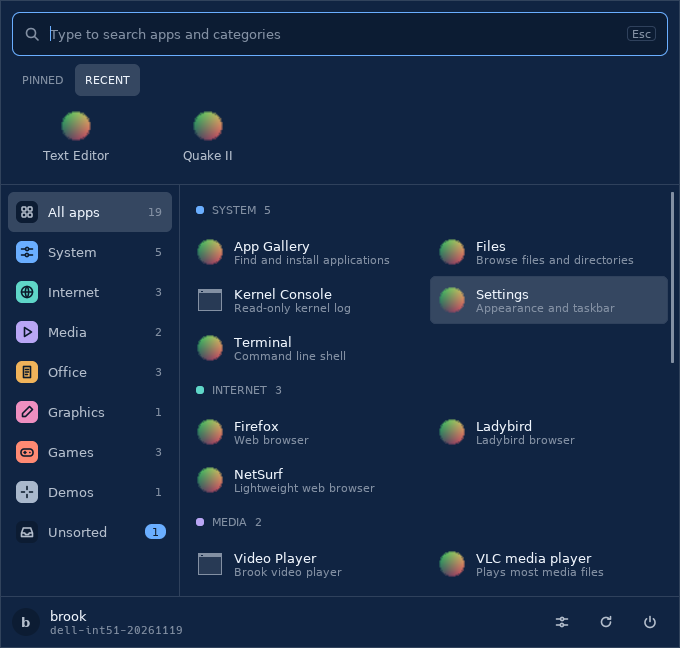 Type to search apps and categories
Esc
PINNED
RECENT
Text Editor
Quake II
All apps 19
System 5
Internet 3
Media 2
Office 3
Graphics 1
Games 3
Demos 1
Unsorted 1
SYSTEM 5
App Gallery
Find and install applications
Files
Browse files and directories
Kernel Console
Read-only kernel log
Settings
Appearance and taskbar
Terminal
Command line shell
INTERNET 3
Firefox
Web browser
Ladybird
Ladybird browser
NetSurf
Lightweight web browser
MEDIA 2
Video Player
Brook video player
VLC media player
Plays most media files
b
brook
dell-int51-20261119